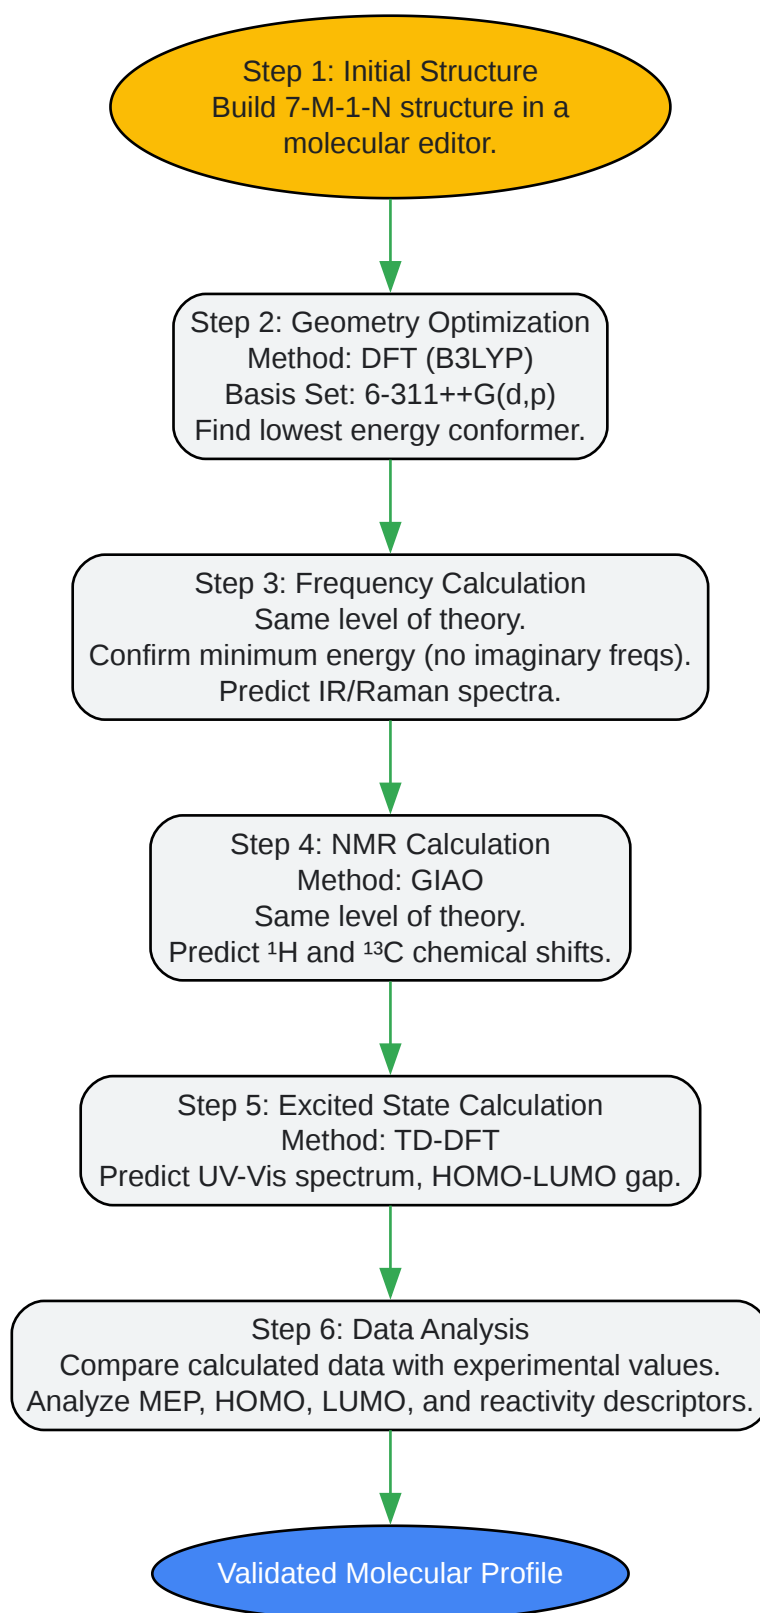 Step 1: Initial Structure
Build 7-M-1-N structure in a
molecular editor.
Step 2: Geometry Optimization
Method: DFT (B3LYP)
Basis Set: 6-311++G(d,p)
Find lowest energy conformer.
Step 3: Frequency Calculation
Same level of theory.
Confirm minimum energy (no imaginary freqs).
Predict IR/Raman spectra.
Step 4: NMR Calculation
Method: GIAO
Same level of theory.
Predict ¹H and ¹³C chemical shifts.
Step 5: Excited State Calculation
Method: TD-DFT
Predict UV-Vis spectrum, HOMO-LUMO gap.
Step 6: Data Analysis
Compare calculated data with experimental values.
Analyze MEP, HOMO, LUMO, and reactivity descriptors.
Validated Molecular Profile